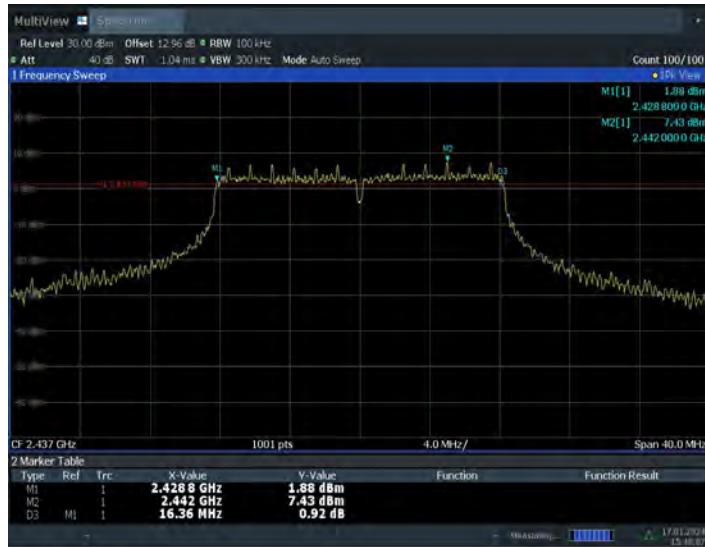 MultiView Spectrum
Ref Level 30.00 dBm Offset 12.96 dB RBW 100 kHz
Att 40 dB SWT 1.04 ms VBW 300 kHz Mode Auto Sweep Count 100/100
1 Frequency Sweep 1Pk View
M1[1] 1.88 dBm
2.428 800 0 GHz
M2[1] 7.43 dBm
2.442 000 0 GHz
M2
M1
D3
CF 2.437 GHz 1001 pts 4.0 MHz/ Span 40.0 MHz
2 Marker Table
Type Ref Trc X-Value Y-Value Function Function Result
M1 1 2.428 8 GHz 1.88 dBm
M2 1 2.442 GHz 7.43 dBm
D3 M1 1 16.36 MHz 0.92 dB
Measuring...